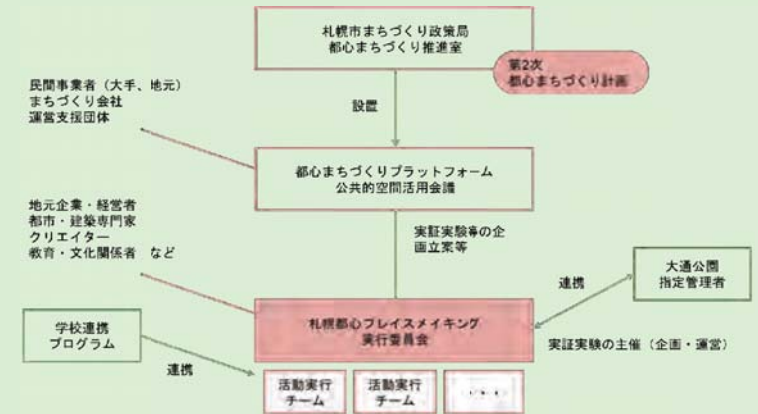 札幌市まちづくり政策局
都心まちづくり推進室
第2次
都心まちづくり計画
民間事業者（大手、地元）
まちづくり会社
運営支援団体
設置
都心まちづくりプラットフォーム
公共的空間活用会議
地元企業・経営者
都市・建築専門家
クリエイター
教育・文化関係者　など
実証実験等の企
画立案等
大通公園
指定管理者
連携
札幌都心プレイスメイキング
実行委員会
学校連携
プログラム
実証実験の主催（企画・運営）
連携
活動実行
チーム
活動実行
チーム
・・・・